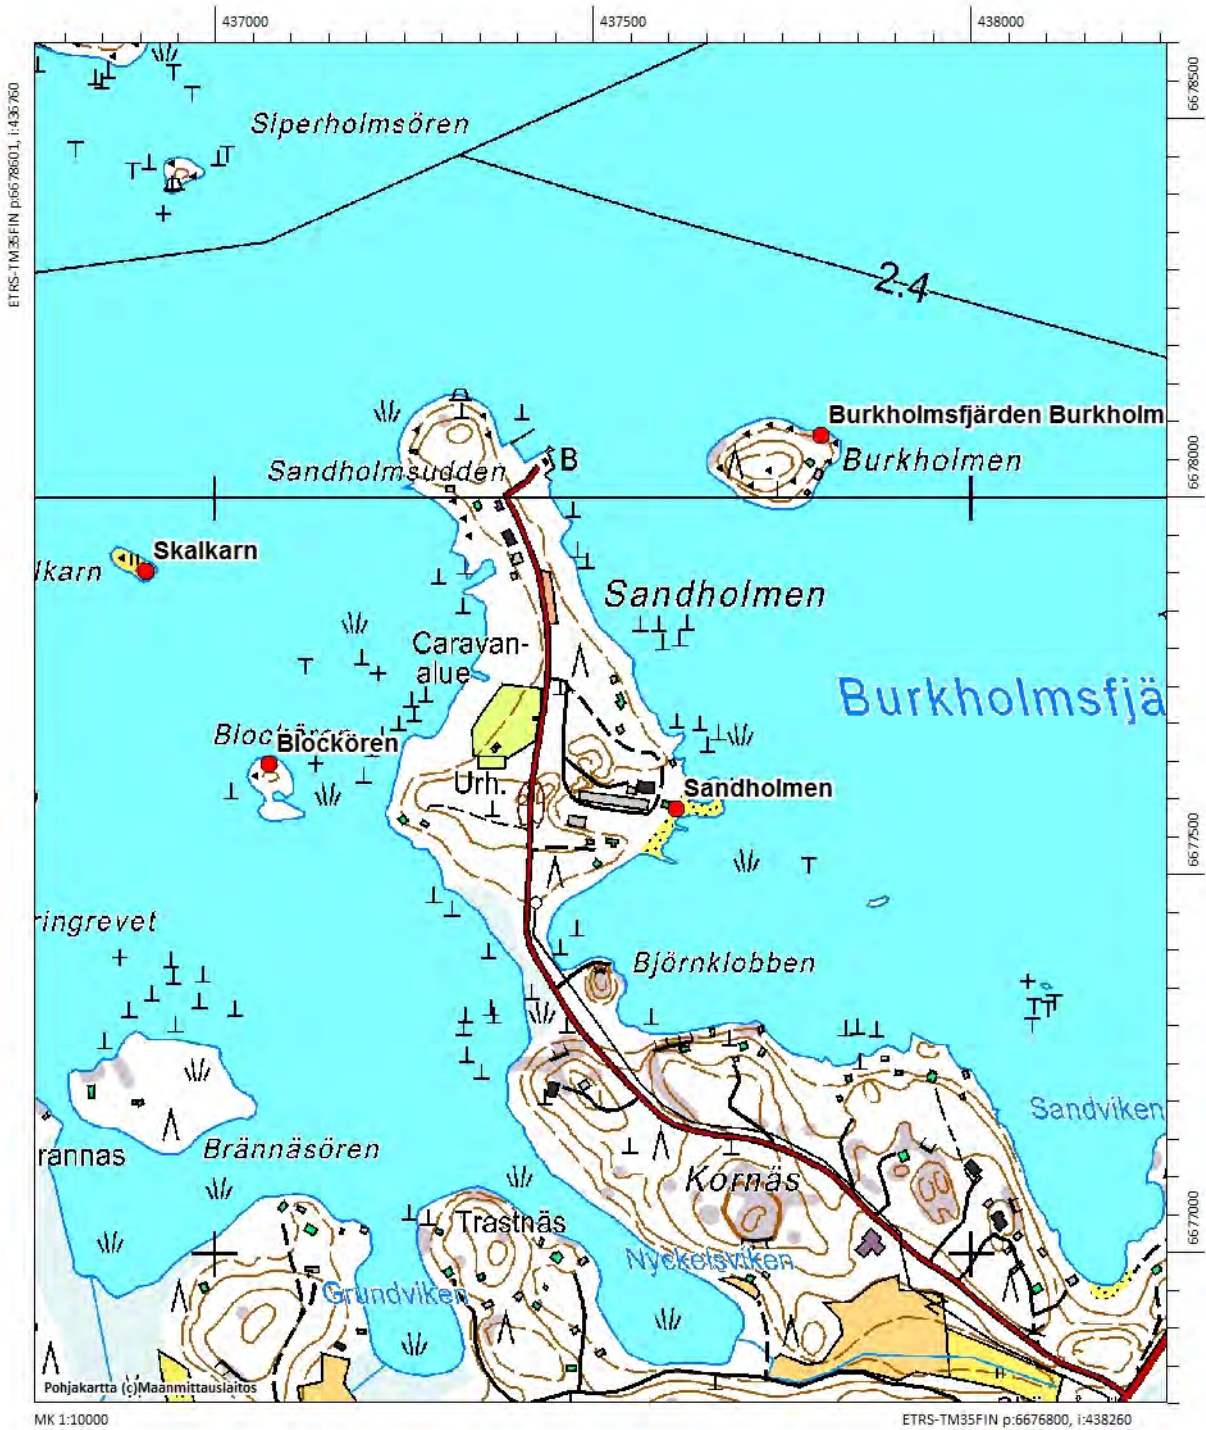 437000
437500
438000
ETRS-TM35FIN p:6678601, i:436760
6678500
Siperholmsören
2.4
Burkholmsfjärden Burkholm
Burkholmen
B
Sandholmsudden
6678000
Skalkarn
lkarn
Sandholmen
Caravan-
alue
Burkholmsfjä
Blockören
Sandholmen
Urh.
6677500
ringrevet
Björnklobben
Sandviken
rännäs
Brännäsören
Kornäs
Trastnäs
6677000
Nyckelsviken
Grundviken
Pohjakartta (c)Maanmittauslaitos
MK 1:10000
ETRS-TM35FIN p:6676800, i:438260